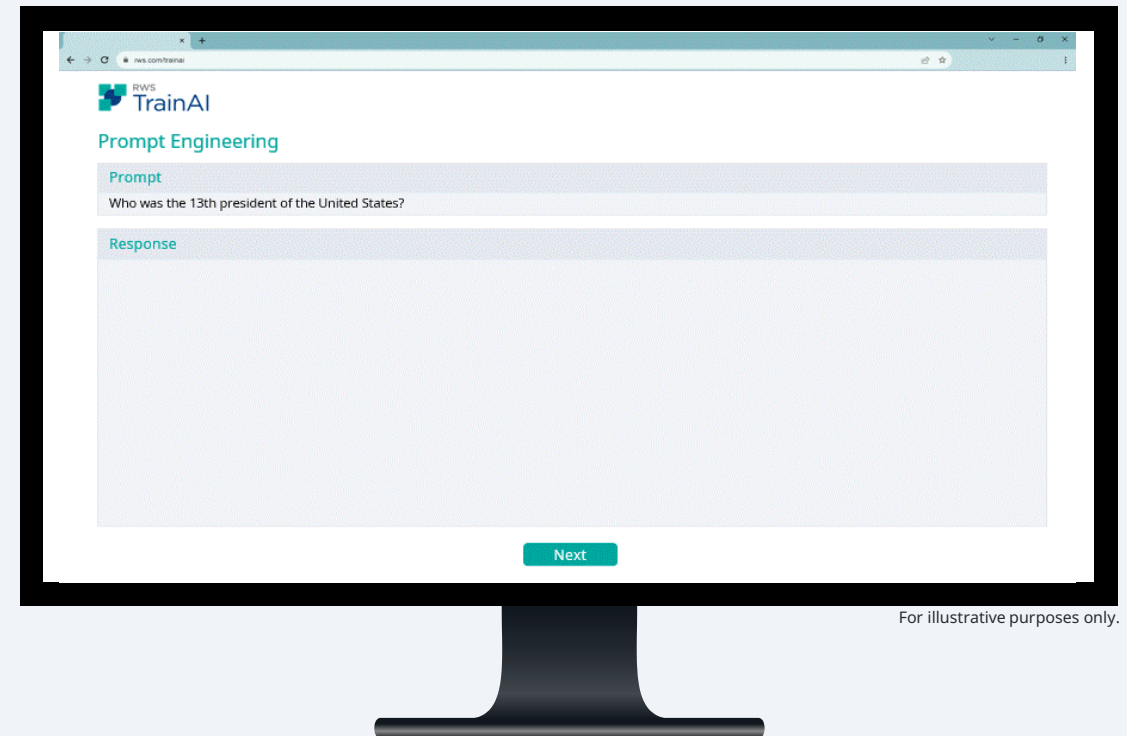 rws.com/trainai
RWS
TrainAI
Prompt Engineering
Prompt
Who was the 13th president of the United States?
Response
Next
For illustrative purposes only.